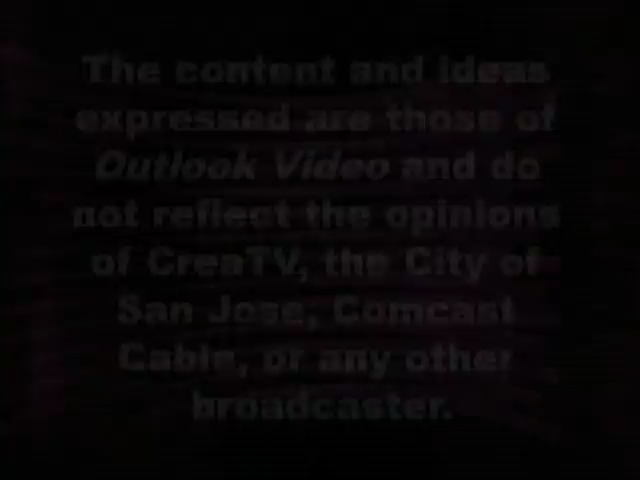 The content and ideas
expressed are those of
Outlook Video and do
not reflect the opinions
of CreaTV, the City of
San Jose, Comcast
Cable, or any other
broadcaster.